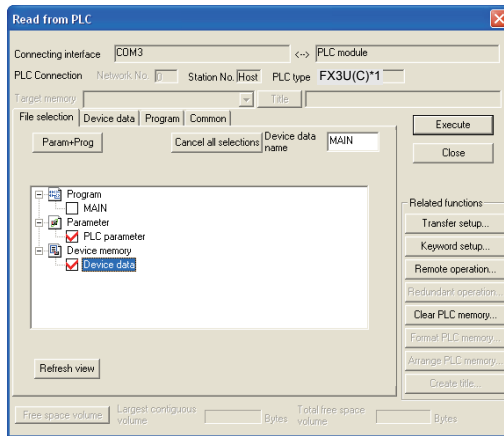 Read from PLC
Connecting interface COM3 <--> PLC module
PLC Connection Network No. 0 Station No. Host PLC type FX3U(C)*1
Target memory Title
File selection Device data Program Common
Execute
Param+Prog Cancel all selections Device data name MAIN
Close
Program
MAIN
Parameter
PLC parameter
Device memory
Device data
Related functions
Transfer setup...
Keyword setup...
Remote operation...
Redundant operation...
Clear PLC memory...
Format PLC memory...
Arrange PLC memory...
Create title...
Refresh view
Free space volume Largest contiguous volume Bytes Total free space volume Bytes